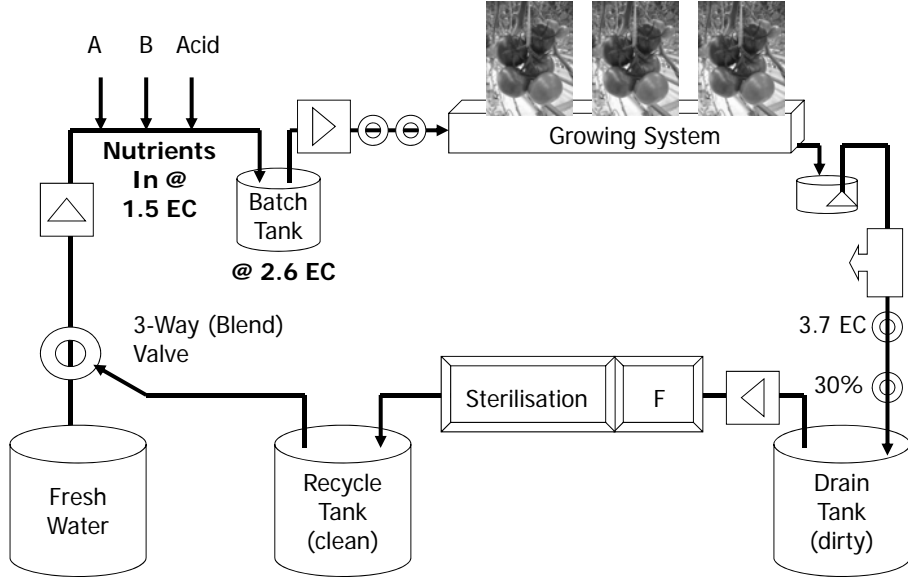 A
B
Acid
Nutrients
In @
1.5 EC
Batch
Tank
@ 2.6 EC
Growing System
3-Way (Blend)
Valve
3.7 EC
30%
Sterilisation
F
Fresh
Water
Recycle
Tank
(clean)
Drain
Tank
(dirty)